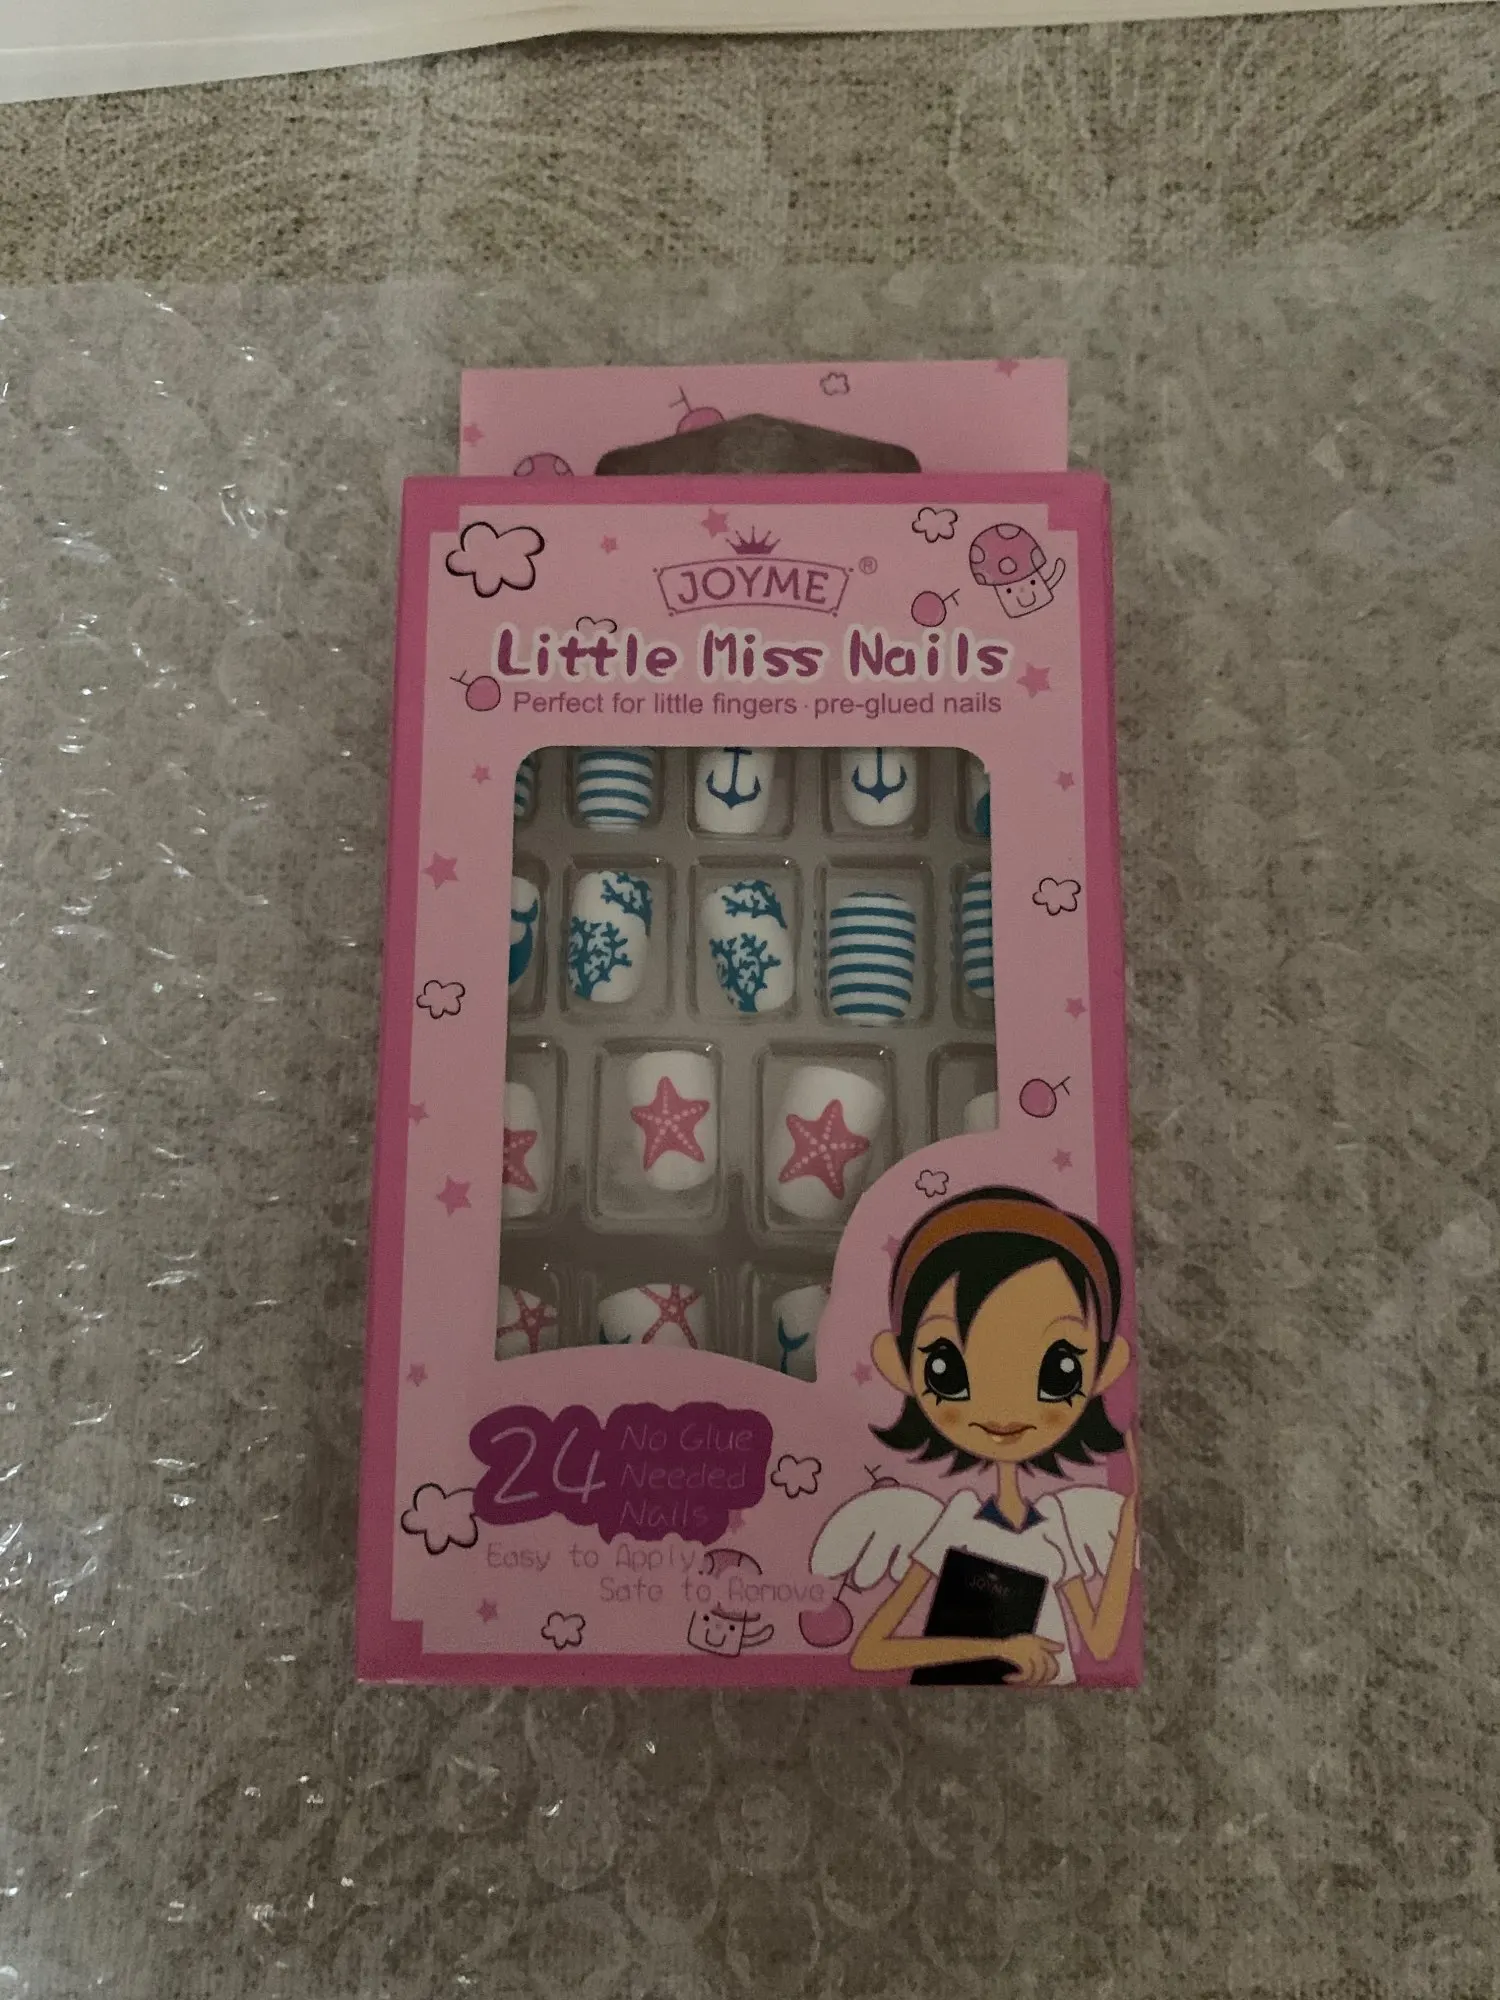 JOYME®
Little Miss Nails
Perfect for little fingers · pre-glued nails
24
No Glue
Needed
Nails
Easy to Apply,
Safe to Remove
JOYME